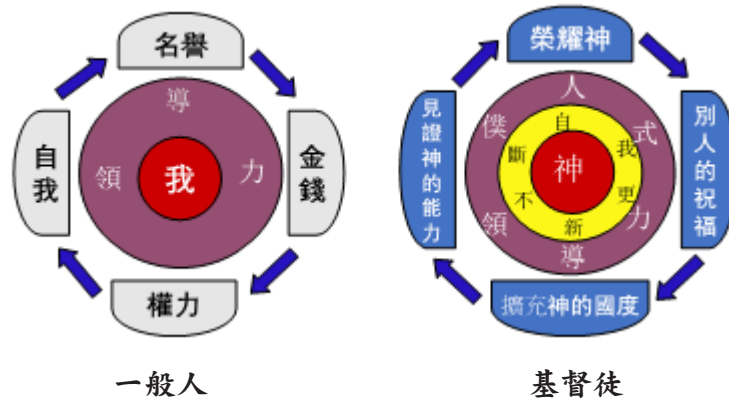 名譽
金錢
權力
自我
領導力
我
一般人
榮耀神
別人的祝福
擴充神的國度
見證神的能力
僕人式領導力
不斷自我更新
神
基督徒